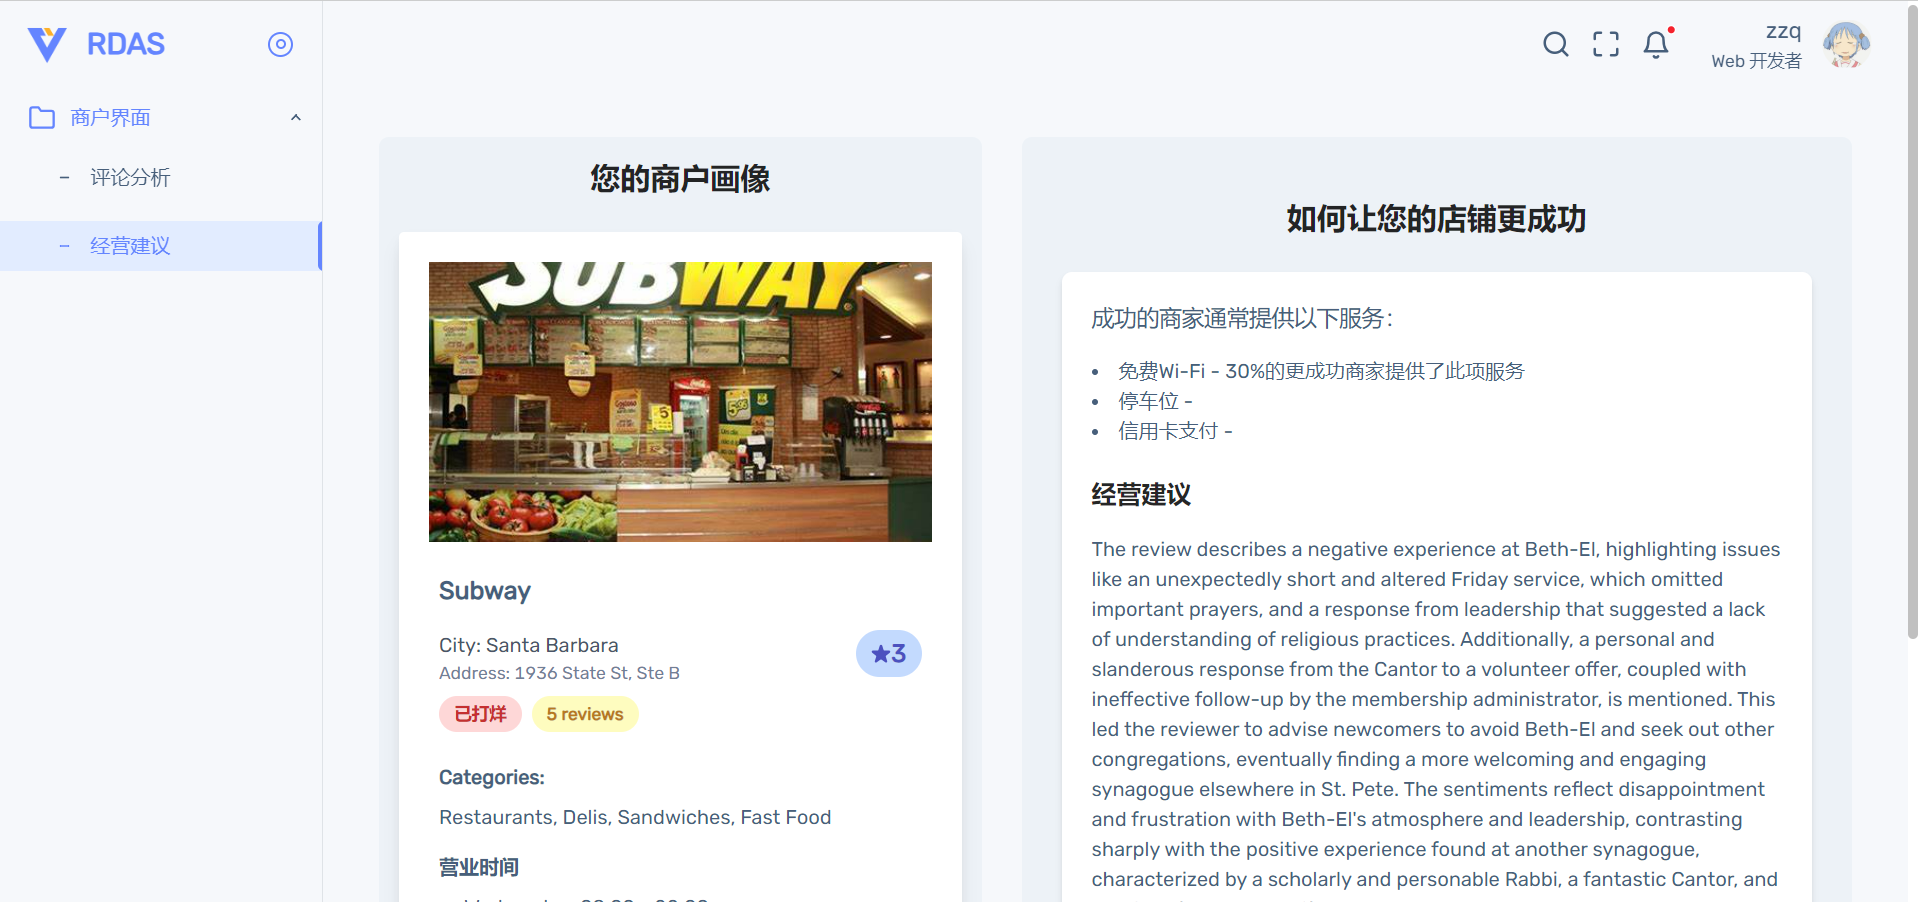 RDAS
zzq
Web 开发者
商户界面
- 评论分析
- 经营建议
您的商户画像
SUBWAY
Subway
City: Santa Barbara
Address: 1936 State St, Ste B
★3
已打烊
5 reviews
Categories:
Restaurants, Delis, Sandwiches, Fast Food
营业时间
如何让您的店铺更成功
成功的商家通常提供以下服务：
• 免费Wi-Fi - 30%的更成功商家提供了此项服务
• 停车位 -
• 信用卡支付 -
经营建议
The review describes a negative experience at Beth-El, highlighting issues
like an unexpectedly short and altered Friday service, which omitted
important prayers, and a response from leadership that suggested a lack
of understanding of religious practices. Additionally, a personal and
slanderous response from the Cantor to a volunteer offer, coupled with
ineffective follow-up by the membership administrator, is mentioned. This
led the reviewer to advise newcomers to avoid Beth-El and seek out other
congregations, eventually finding a more welcoming and engaging
synagogue elsewhere in St. Pete. The sentiments reflect disappointment
and frustration with Beth-El's atmosphere and leadership, contrasting
sharply with the positive experience found at another synagogue,
characterized by a scholarly and personable Rabbi, a fantastic Cantor, and